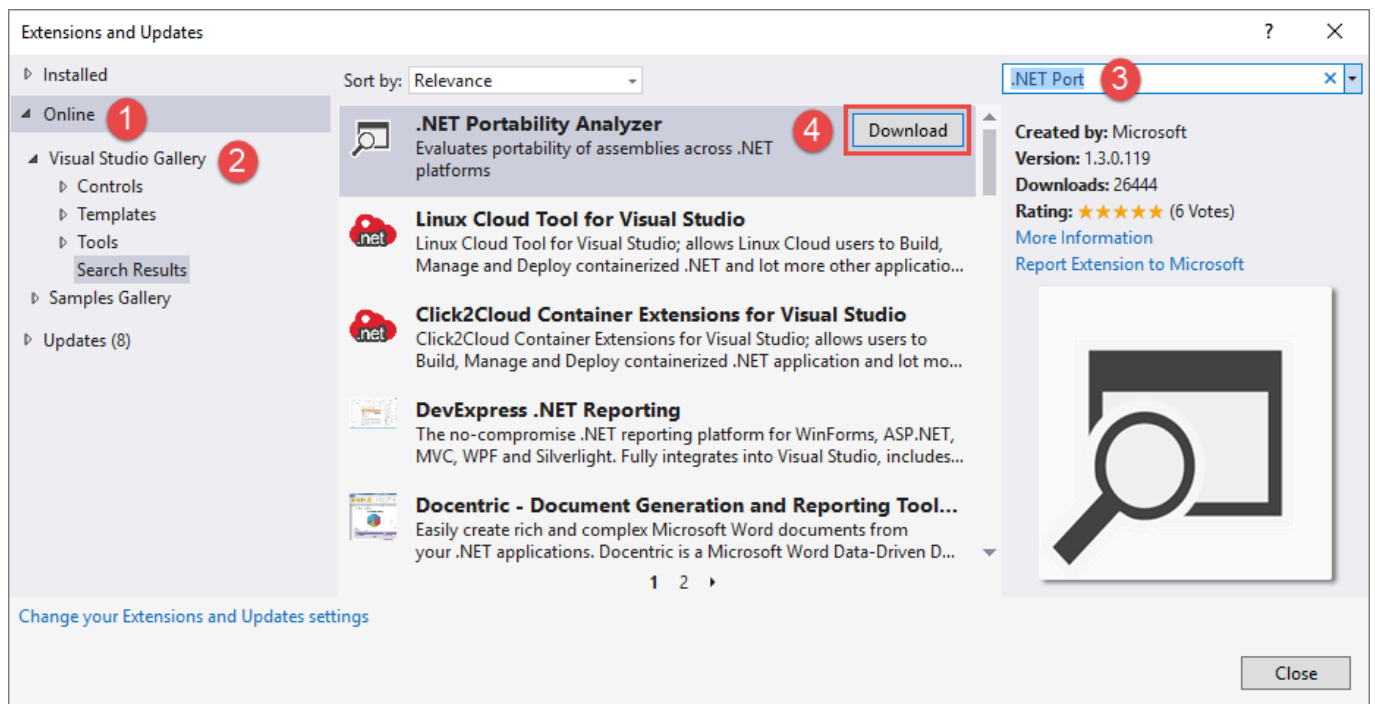 Extensions and Updates
?
Installed
Online
1
Visual Studio Gallery
2
Controls
Templates
Tools
Search Results
Samples Gallery
Updates (8)
Sort by: Relevance
.NET Portability Analyzer
Evaluates portability of assemblies across .NET
platforms
4
Download
.net
Linux Cloud Tool for Visual Studio
Linux Cloud Tool for Visual Studio; allows Linux Cloud users to Build,
Manage and Deploy containerized .NET and lot more other applicatio...
.net
Click2Cloud Container Extensions for Visual Studio
Click2Cloud Container Extensions for Visual Studio; allows users to
Build, Manage and Deploy containerized .NET application and lot mo...
DevExpress .NET Reporting
The no-compromise .NET reporting platform for WinForms, ASP.NET,
MVC, WPF and Silverlight. Fully integrates into Visual Studio, includes...
Docentric - Document Generation and Reporting Tool...
Easily create rich and complex Microsoft Word documents from
your .NET applications. Docentric is a Microsoft Word Data-Driven D...
1 2
.NET Port
3
Created by: Microsoft
Version: 1.3.0.119
Downloads: 26444
Rating: ★★★★★ (6 Votes)
More Information
Report Extension to Microsoft
Change your Extensions and Updates settings
Close